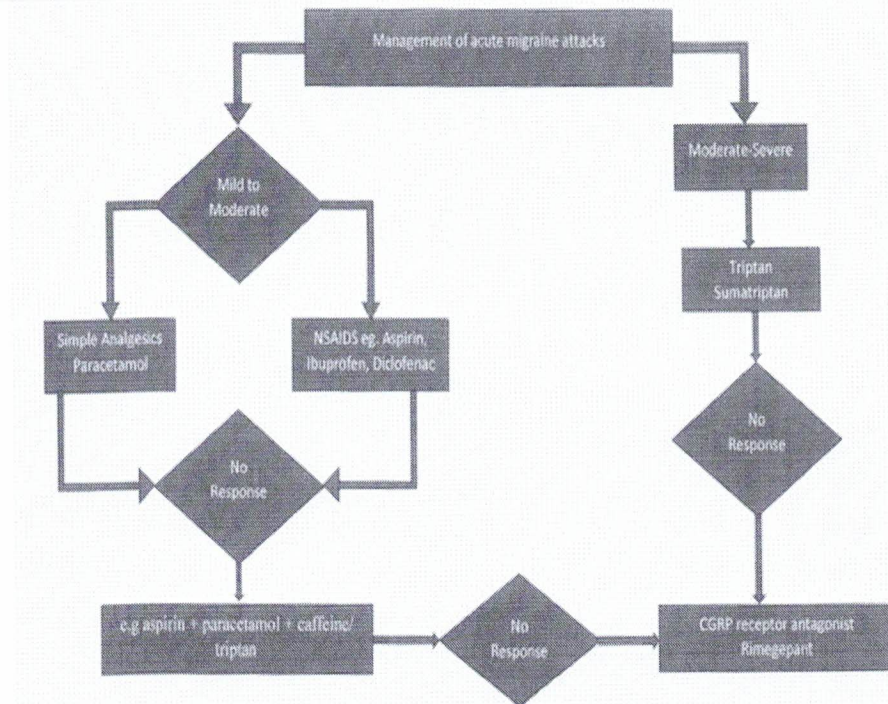 Management of acute migraine attacks
Mild to
Moderate
Moderate-Severe
Simple Analgesics
Paracetamol
NSAIDS eg. Aspirin,
Ibuprofen, Diclofenac
Triptan
Sumatriptan
No
Response
No
Response
e.g aspirin + paracetamol + caffeine/
triptan
No
Response
CGRP receptor antagonist
Rimegepant